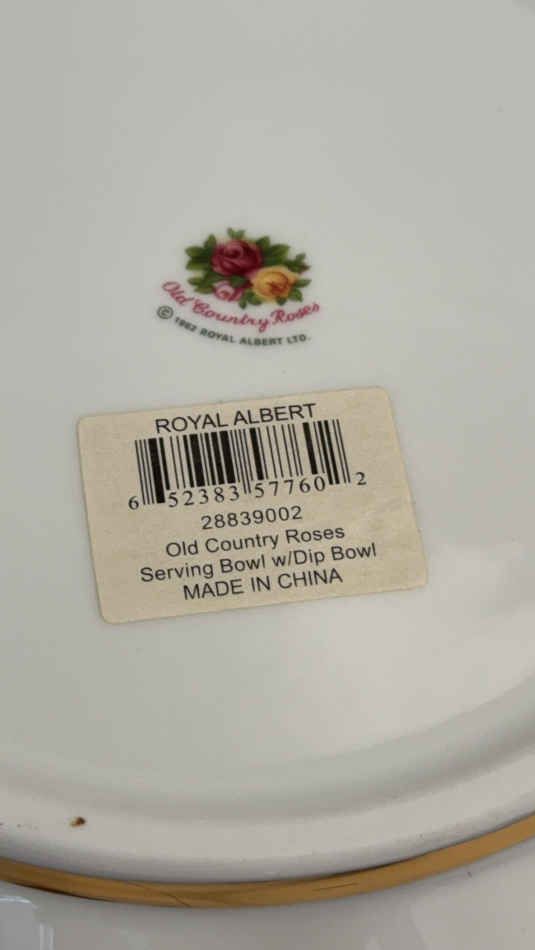 Old Country Roses
© 1962 ROYAL ALBERT LTD.
ROYAL ALBERT
6 52383 57760 2
28839002
Old Country Roses
Serving Bowl w/Dip Bowl
MADE IN CHINA